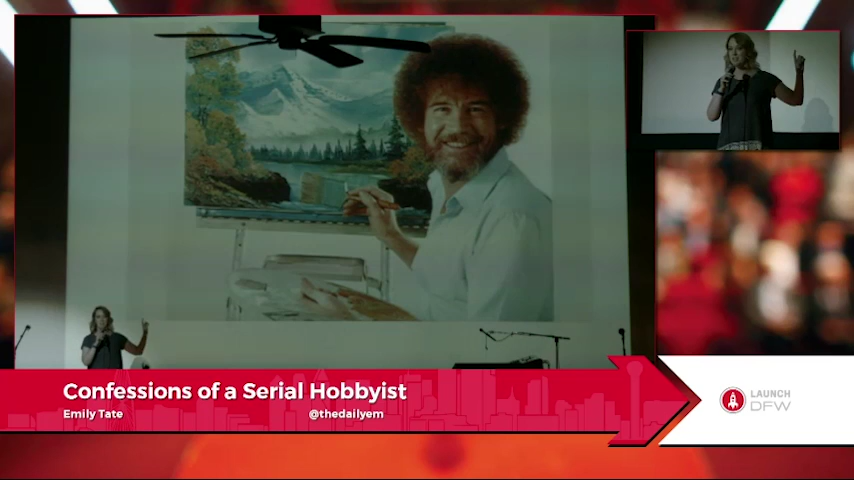 Confessions of a Serial Hobbyist
Emily Tate
@thedailyem
LAUNCH
DFW